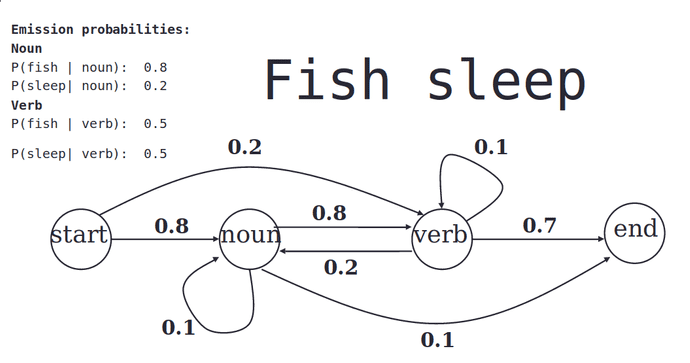 Emission probabilities:
Noun
P(fish| noun): 0.8
P(sleep| noun): 0.2
Verb
P(fish | verb): 0.5
P(sleep| verb): 0.5
Fish sleep
0.2
0.1
start
0.8
noun
0.8
verb
0.7
end
0.2
0.1
0.1